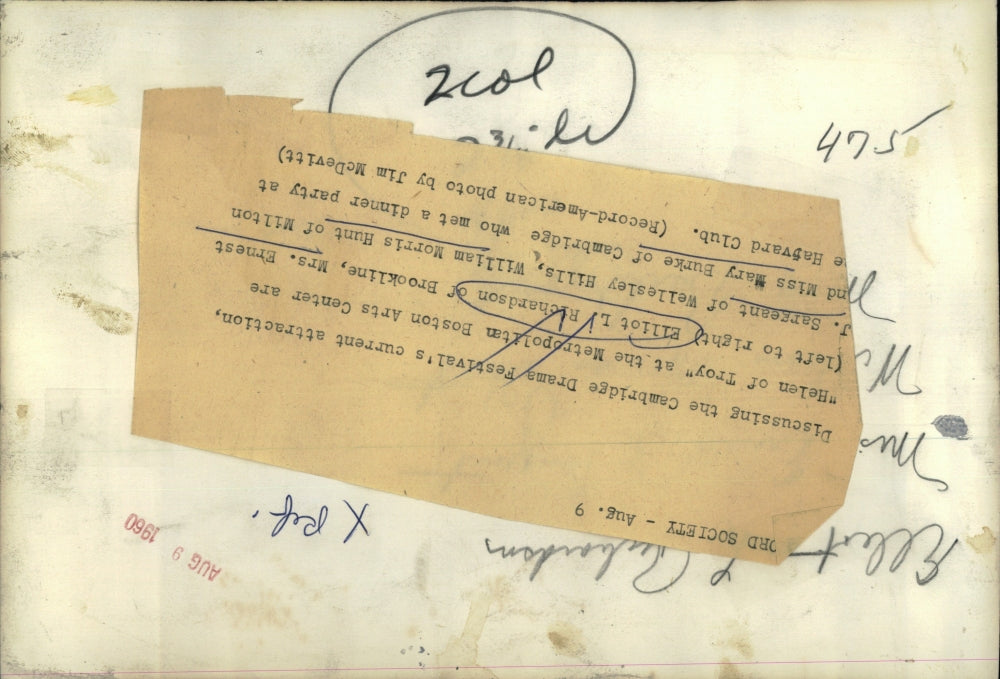 2col
475
ORD SOCIETY - Aug. 9
Discussing the Cambridge Drama Festival's current attraction,
"Helen of Troy" at the Metropolitan Boston Arts Center are
(left to right) Elliot L. Richardson of Brookline, Mrs. Ernest
J. Sargeant of Wellesley Hills, William Morris Hunt of Milton
nd Miss Mary Burke of Cambridge who met a dinner party at
e Harvard Club. (Record-American photo by Jim McDevitt)
Elliot L Richardson
Mrs
X Ref.
AUG 9 1960